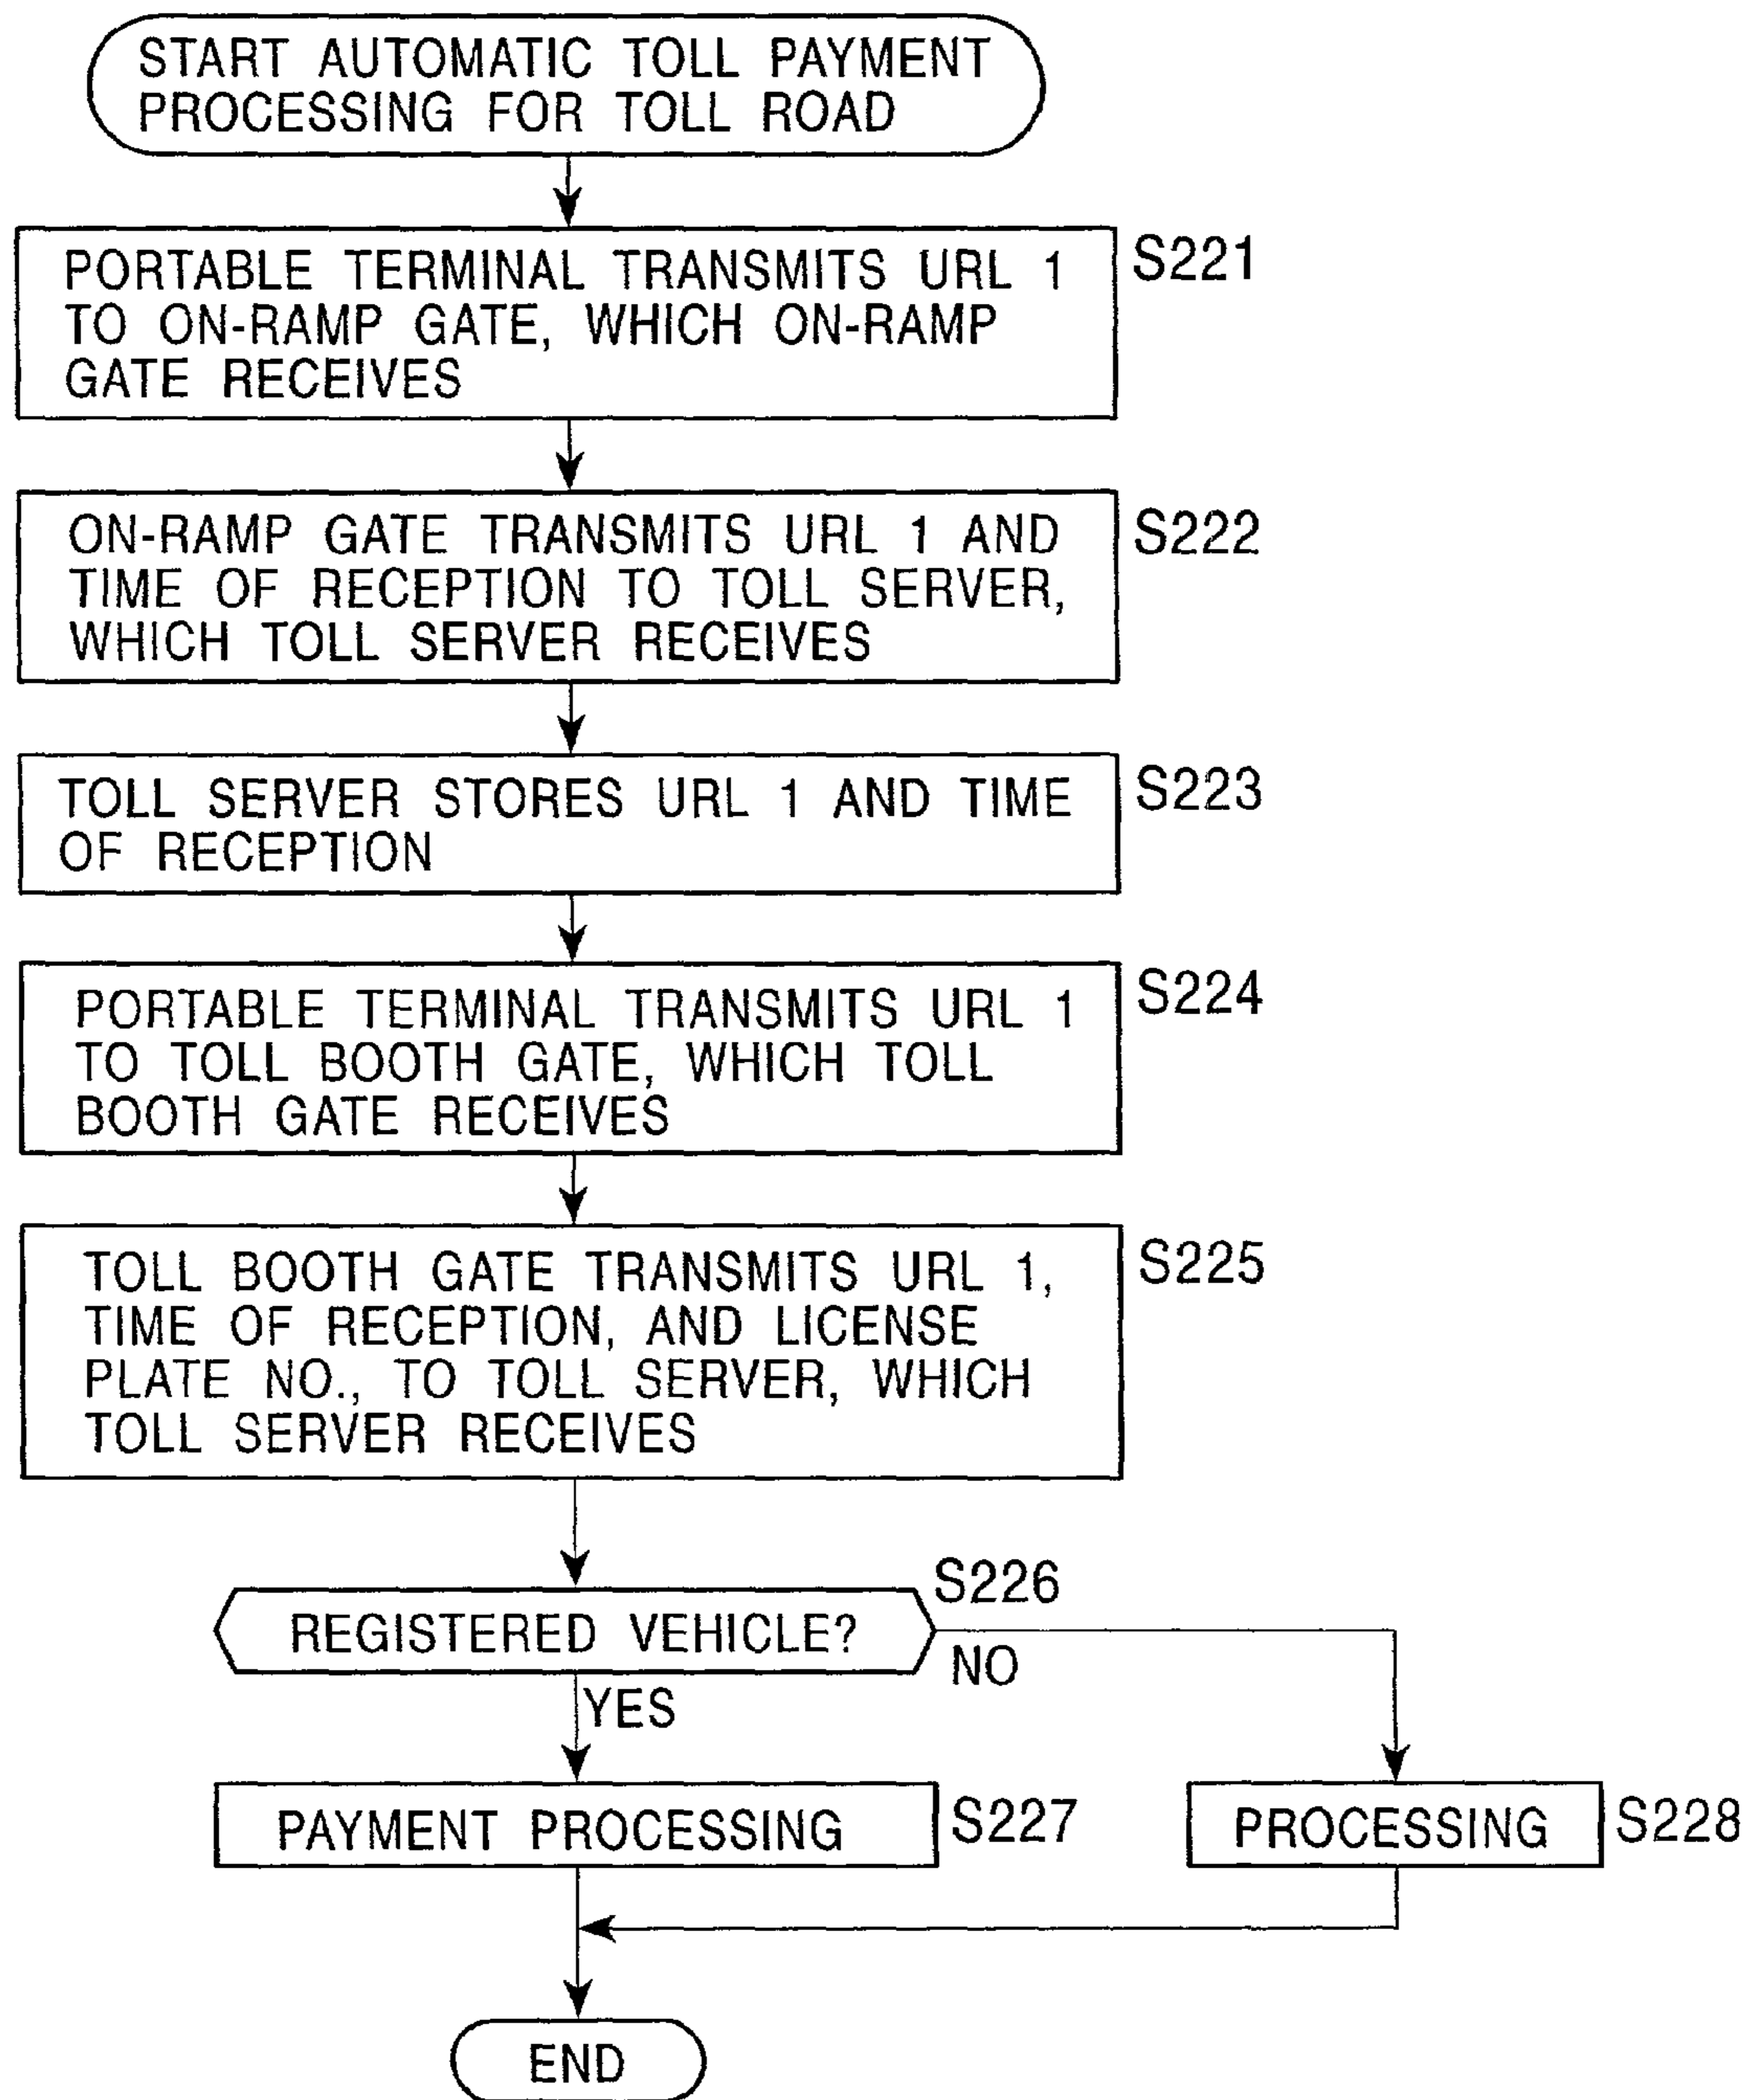 START AUTOMATIC TOLL PAYMENT
PROCESSING FOR TOLL ROAD
PORTABLE TERMINAL TRANSMITS URL 1
TO ON-RAMP GATE, WHICH ON-RAMP
GATE RECEIVES
S221
ON-RAMP GATE TRANSMITS URL 1 AND
TIME OF RECEPTION TO TOLL SERVER,
WHICH TOLL SERVER RECEIVES
S222
TOLL SERVER STORES URL 1 AND TIME
OF RECEPTION
S223
PORTABLE TERMINAL TRANSMITS URL 1
TO TOLL BOOTH GATE, WHICH TOLL
BOOTH GATE RECEIVES
S224
TOLL BOOTH GATE TRANSMITS URL 1,
TIME OF RECEPTION, AND LICENSE
PLATE NO., TO TOLL SERVER, WHICH
TOLL SERVER RECEIVES
S225
REGISTERED VEHICLE?
S226
NO
YES
PAYMENT PROCESSING
S227
PROCESSING
S228
END